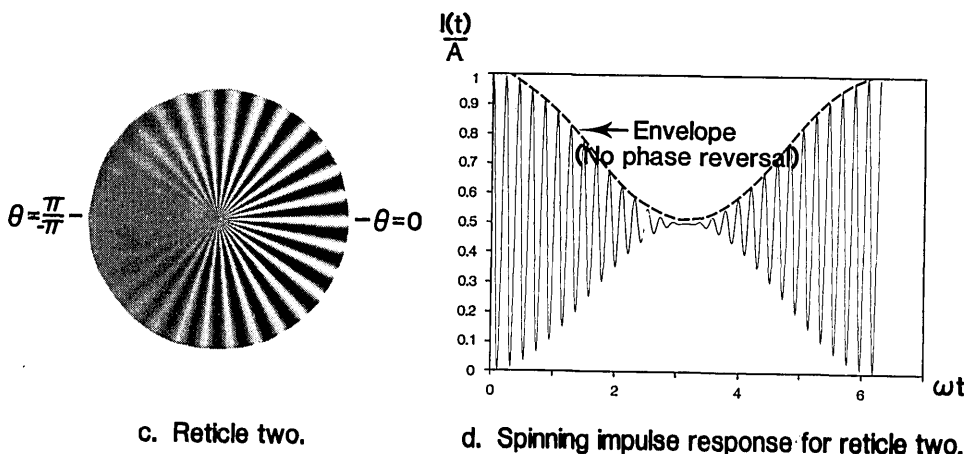 I(t)
A
1
0.9
0.8
0.7
0.6
0.5
0.4
0.3
0.2
0.1
0
0
2
4
6
ωt
Envelope
(No phase reversal)
θ = π
-π
θ=0
c. Reticle two.
d. Spinning impulse response for reticle two.